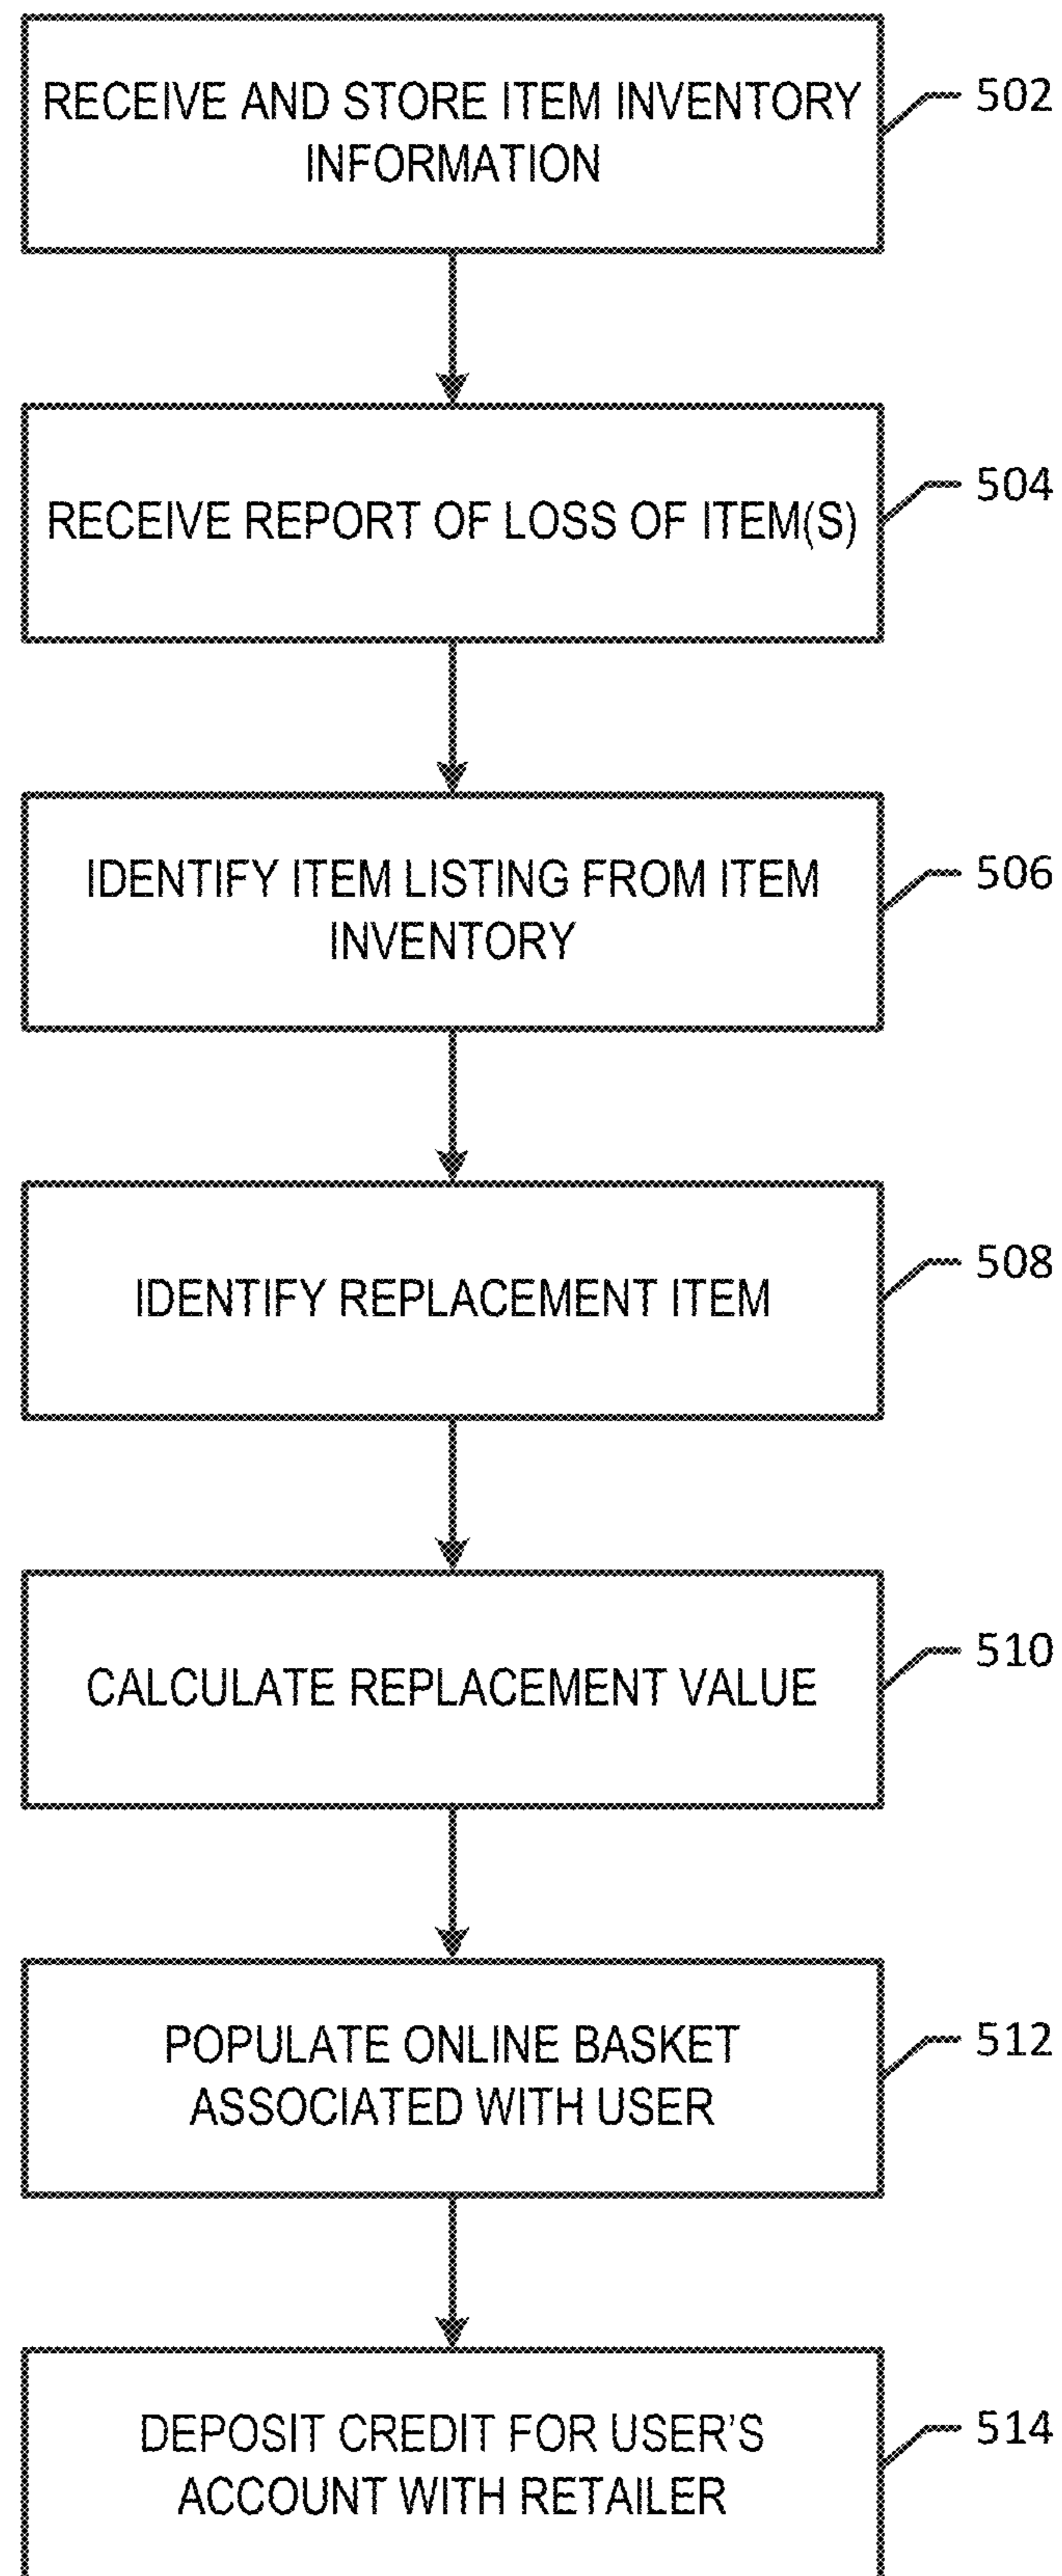 RECEIVE AND STORE ITEM INVENTORY
INFORMATION
502
RECEIVE REPORT OF LOSS OF ITEM(S)
504
IDENTIFY ITEM LISTING FROM ITEM
INVENTORY
506
IDENTIFY REPLACEMENT ITEM
508
CALCULATE REPLACEMENT VALUE
510
POPULATE ONLINE BASKET
ASSOCIATED WITH USER
512
DEPOSIT CREDIT FOR USER'S
ACCOUNT WITH RETAILER
514